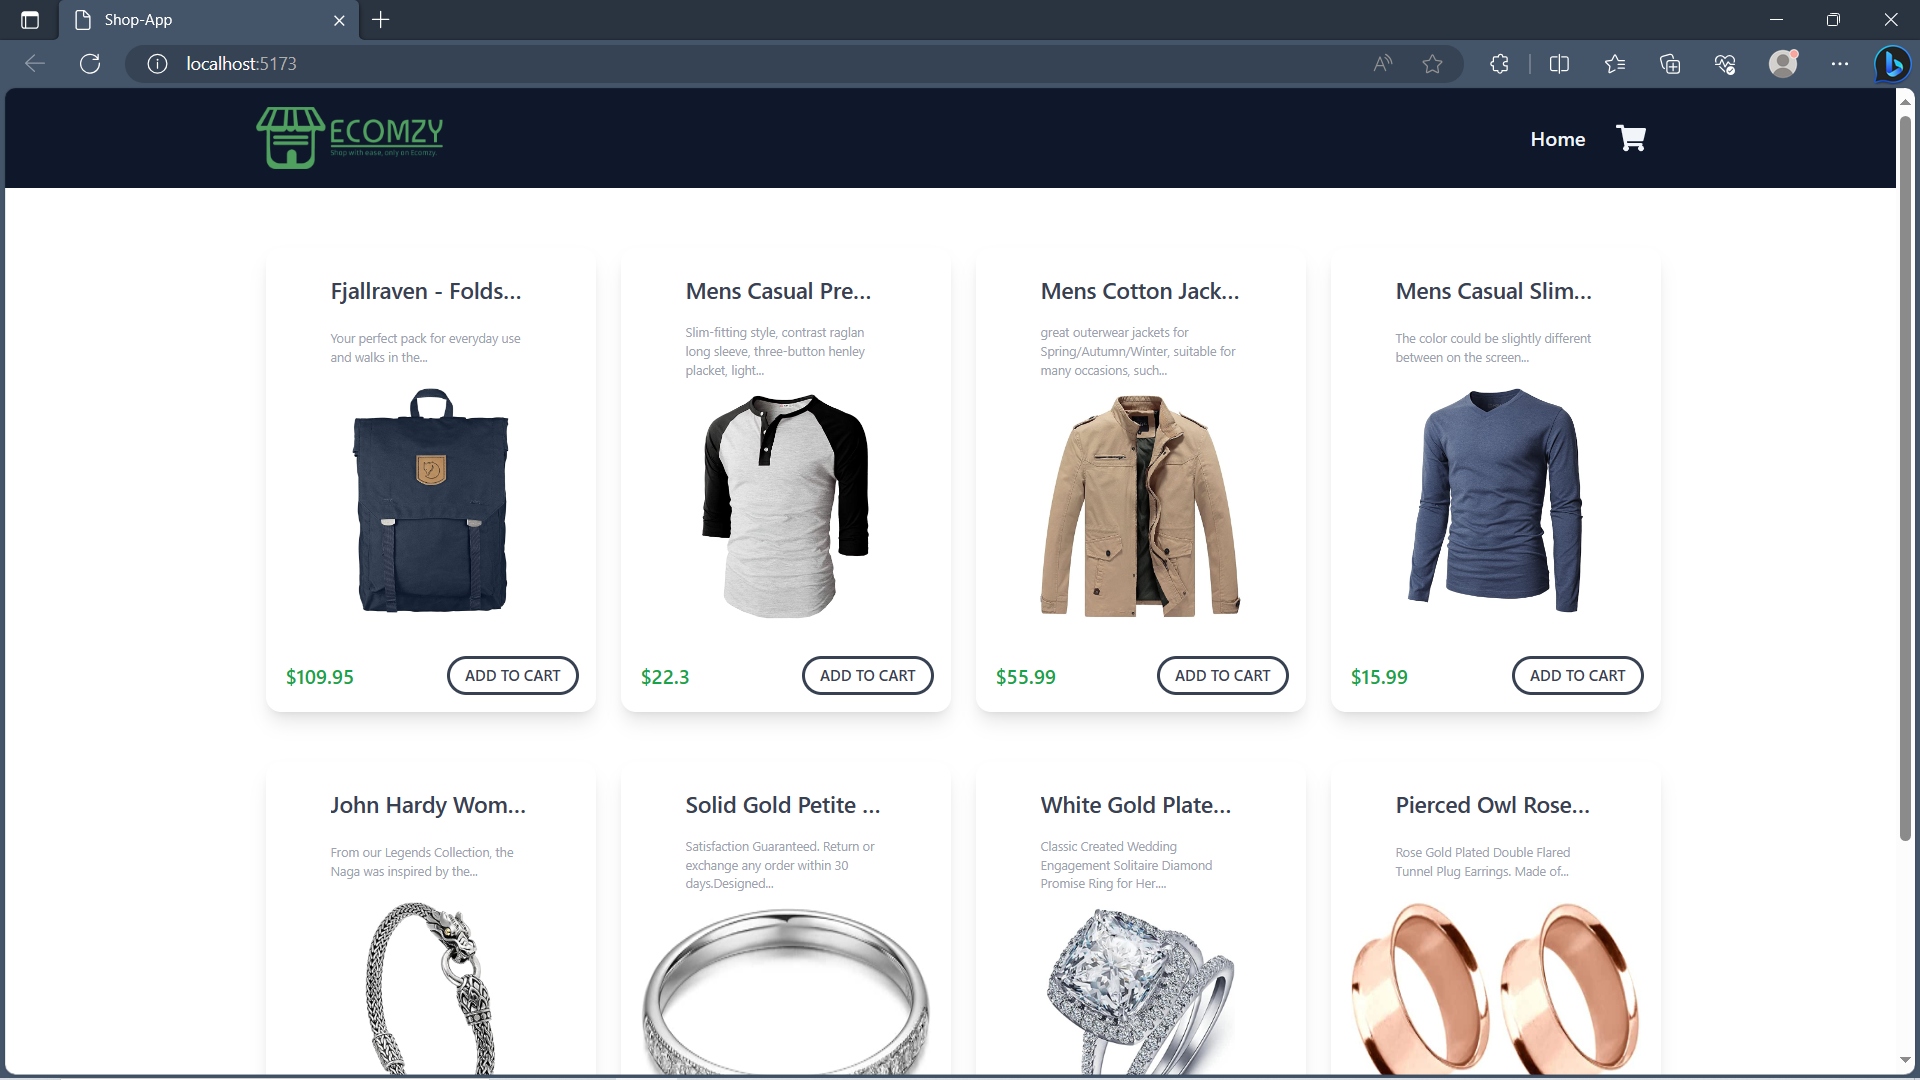 Shop-App
localhost:5173
ECOMZY
Shop with ease, only on Ecomzy.
Home
Fjallraven - Folds...
Your perfect pack for everyday use
and walks in the...
$109.95
ADD TO CART
Mens Casual Pre...
Slim-fitting style, contrast raglan
long sleeve, three-button henley
placket, light...
$22.3
ADD TO CART
Mens Cotton Jack...
great outerwear jackets for
Spring/Autumn/Winter, suitable for
many occasions, such...
$55.99
ADD TO CART
Mens Casual Slim...
The color could be slightly different
between on the screen...
$15.99
ADD TO CART
John Hardy Wom...
From our Legends Collection, the
Naga was inspired by the...
Solid Gold Petite ...
Satisfaction Guaranteed. Return or
exchange any order within 30
days.Designed...
White Gold Plate...
Classic Created Wedding
Engagement Solitaire Diamond
Promise Ring for Her....
Pierced Owl Rose...
Rose Gold Plated Double Flared
Tunnel Plug Earrings. Made of...